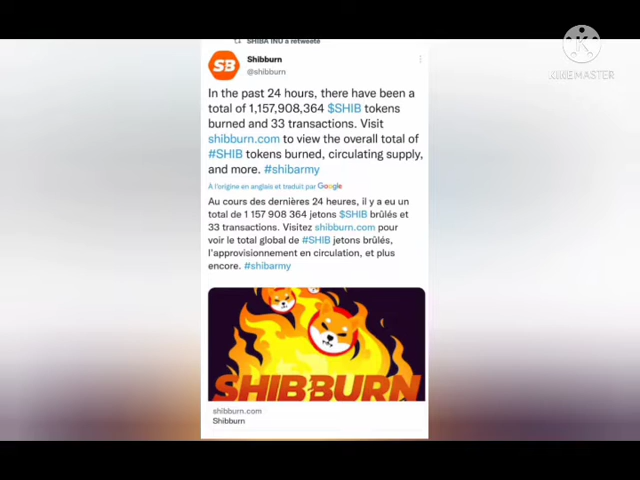 SHIBA INU a retweeté
SB
Shibburn
@shibburn
In the past 24 hours, there have been a
total of 1,157,908,364 $SHIB tokens
burned and 33 transactions. Visit
shibburn.com to view the overall total of
#SHIB tokens burned, circulating supply,
and more. #shibarmy
À l'origine en anglais et traduit par Google
Au cours des dernières 24 heures, il y a eu un
total de 1 157 908 364 jetons $SHIB brûlés et
33 transactions. Visitez shibburn.com pour
voir le total global de #SHIB jetons brûlés,
l'approvisionnement en circulation, et plus
encore. #shibarmy
SHIBBURN
shibburn.com
Shibburn
K
KINEMASTER